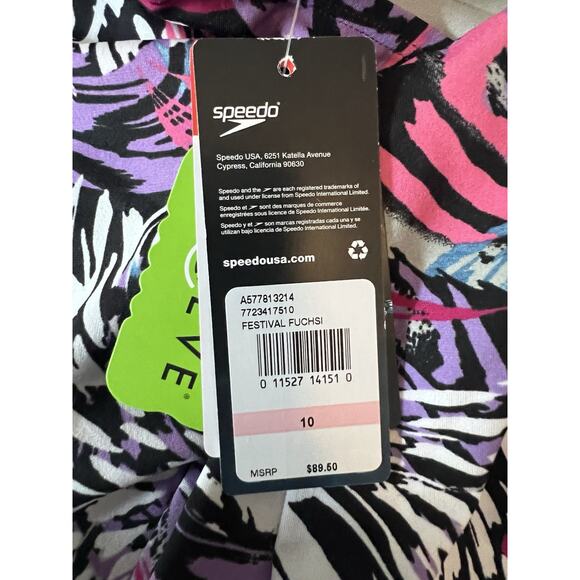 speedo®
Speedo USA, 6251 Katella Avenue
Cypress, California 90630
Speedo and the are each registered trademarks of
and used under license from Speedo International Limited.
Speedo et sont des marques de commerce
enregistrées sous licence de Speedo International Limitée.
Speedo y el son marcas registradas cada una y se
utilizan bajo licencia de Speedo International Limited.
speedousa.com
A577813214
7723417510
FESTIVAL FUCHSI
0 11527 14151 0
10
MSRP $89.50
EVE®